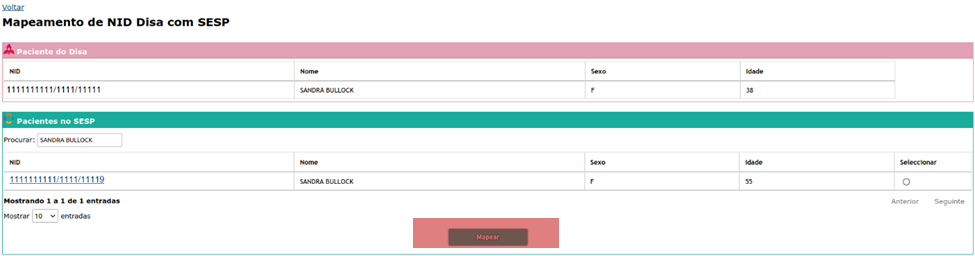 Voltar
Mapeamento de NID Disa com SESP
Paciente do Disa
NID Nome Sexo Idade
1111111111/1111/11111 SANDRA BULLOCK F 38
Pacientes no SESP
Procurar: SANDRA BULLOCK
NID Nome Sexo Idade Seleccionar
1111111111/1111/11119 SANDRA BULLOCK F 55
Mostrando 1 a 1 de 1 entradas Anterior Seguinte
Mostrar 10 entradas
Mapear